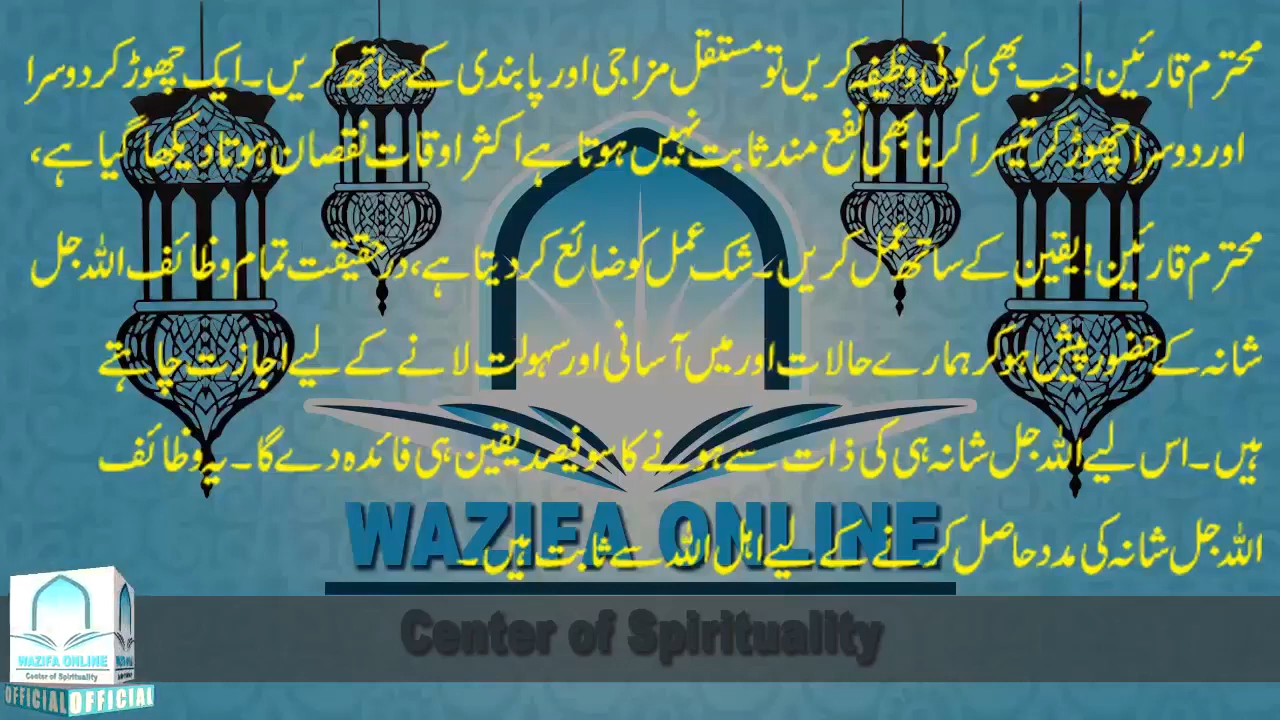 محترم قارئین! جب بھی کوئی وظیفہ کریں تو مستقل مزاجی اور پابندی کے ساتھ کریں۔ ایک چھوڑ کر دوسرا
اور دوسرا چھوڑ کر تیسرا کرنا بھی نفع مند ثابت نہیں ہوتا ہے اکثر اوقات نقصان ہوتا دیکھا گیا ہے،
محترم قارئین! یقین کے ساتھ عمل کریں۔ شک عمل کو ضائع کر دیتا ہے، در حقیقت تمام وظائف اللہ جل
شانہ کے حضور پیش ہو کر ہمارے حالات اور میں آسانی اور سہولت لانے کے لیے اجازت چاہتے
ہیں۔ اس لیے اللہ جل شانہ ہی کی ذات سے ہونے کا سو فیصد یقین ہی فائدہ دے گا۔ یہ وظائف
اللہ جل شانہ کی مدد حاصل کرنے کے لیے اہل اللہ سے ثابت ہیں۔
WAZIFA ONLINE
Center of Spirituality
WAZIFA ONLINE
Center of Spirituality
OFFICIAL OFFICIAL